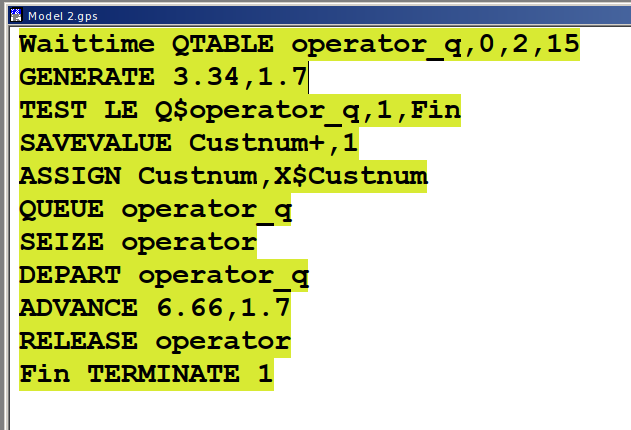 Model 2.gps
Waittime QTABLE operator_q,0,2,15
GENERATE 3.34,1.7
TEST LE Q$operator_q,1,Fin
SAVEVALUE Custnum+,1
ASSIGN Custnum,X$Custnum
QUEUE operator_q
SEIZE operator
DEPART operator_q
ADVANCE 6.66,1.7
RELEASE operator
Fin TERMINATE 1